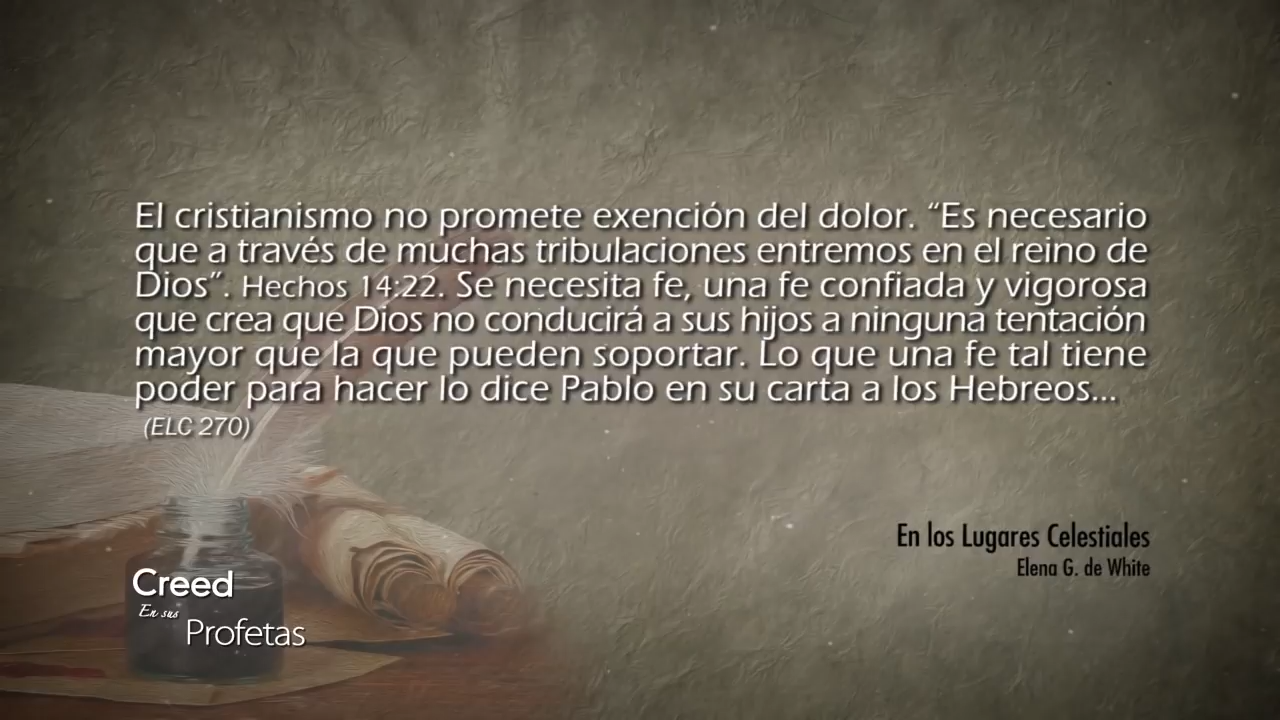 El cristianismo no promete exención del dolor. “Es necesario
que a través de muchas tribulaciones entremos en el reino de
Dios”. Hechos 14:22. Se necesita fe, una fe confiada y vigorosa
que crea que Dios no conducirá a sus hijos a ninguna tentación
mayor que la que pueden soportar. Lo que una fe tal tiene
poder para hacer lo dice Pablo en su carta a los Hebreos...
(ELC 270)
En los Lugares Celestiales
Elena G. de White
Creed
En sus
Profetas